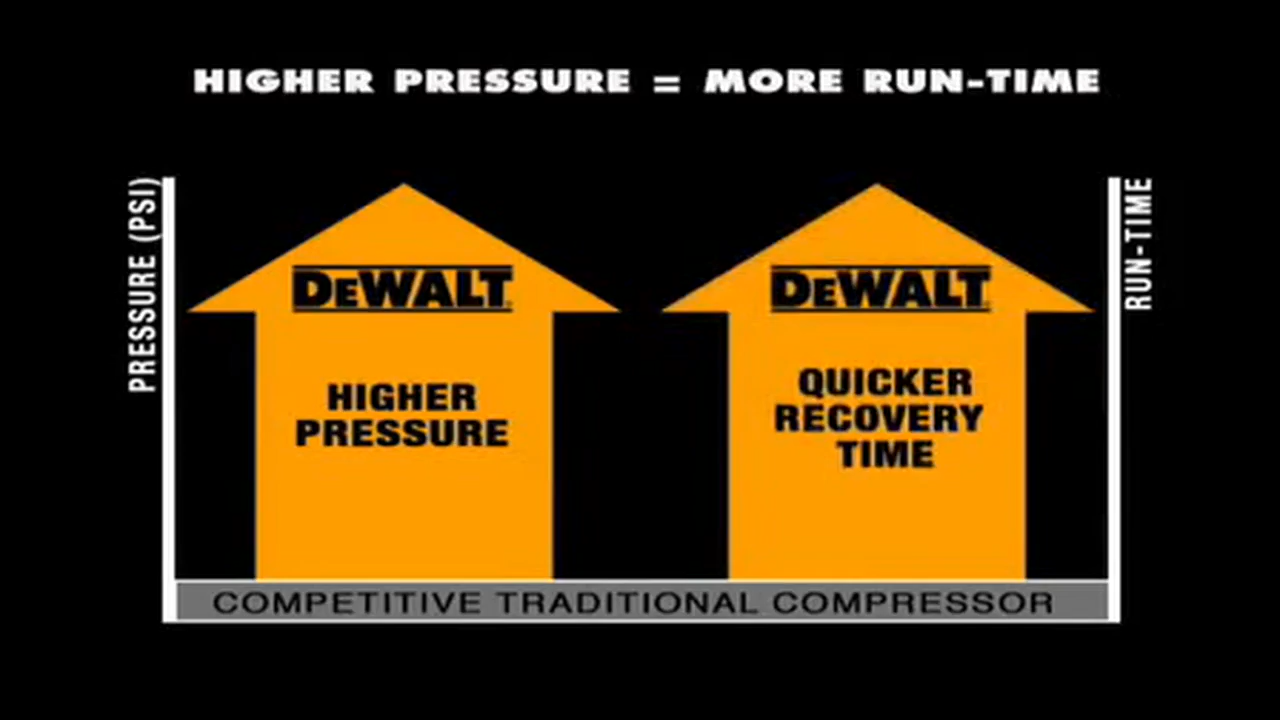 HIGHER PRESSURE = MORE RUN-TIME
PRESSURE (PSI)
DEWALT
HIGHER
PRESSURE
DEWALT
QUICKER
RECOVERY
TIME
RUN-TIME
COMPETITIVE TRADITIONAL COMPRESSOR